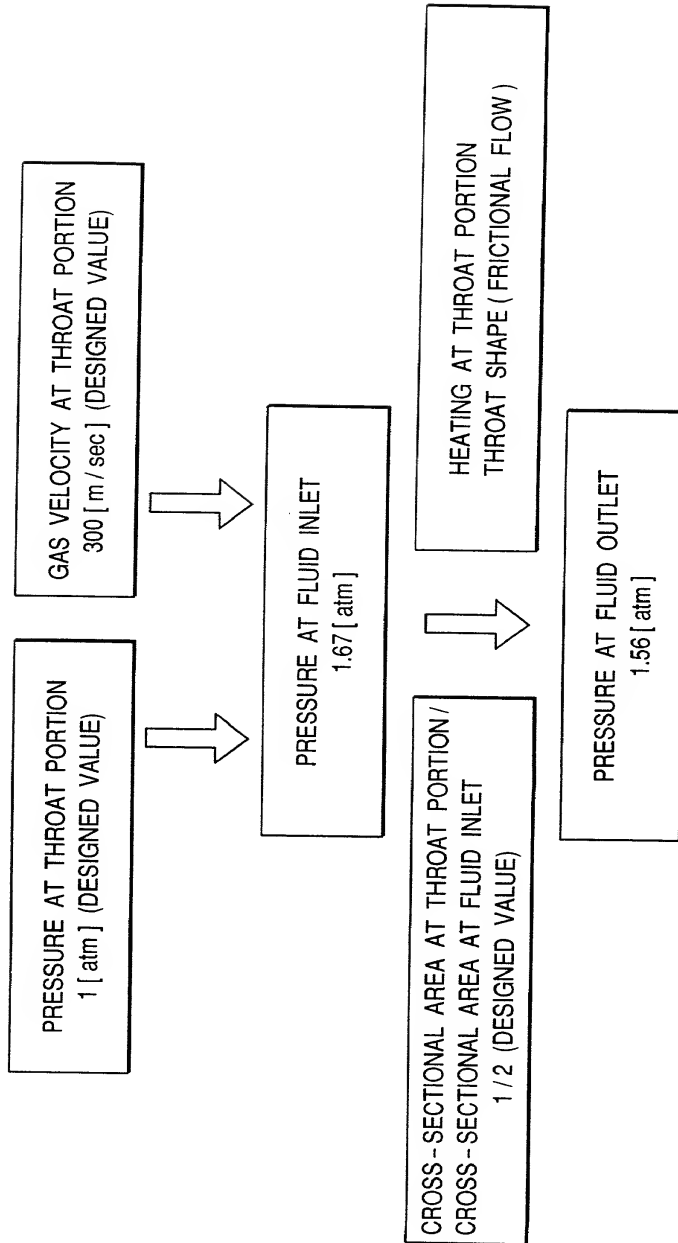 PRESSURE AT THROAT PORTION
1 [ atm ] (DESIGNED VALUE)
GAS VELOCITY AT THROAT PORTION
300 [ m / sec ] (DESIGNED VALUE)
PRESSURE AT FLUID INLET
1.67 [ atm ]
CROSS-SECTIONAL AREA AT THROAT PORTION /
CROSS-SECTIONAL AREA AT FLUID INLET
1 / 2 (DESIGNED VALUE)
HEATING AT THROAT PORTION
THROAT SHAPE ( FRICTIONAL FLOW )
PRESSURE AT FLUID OUTLET
1.56 [ atm ]